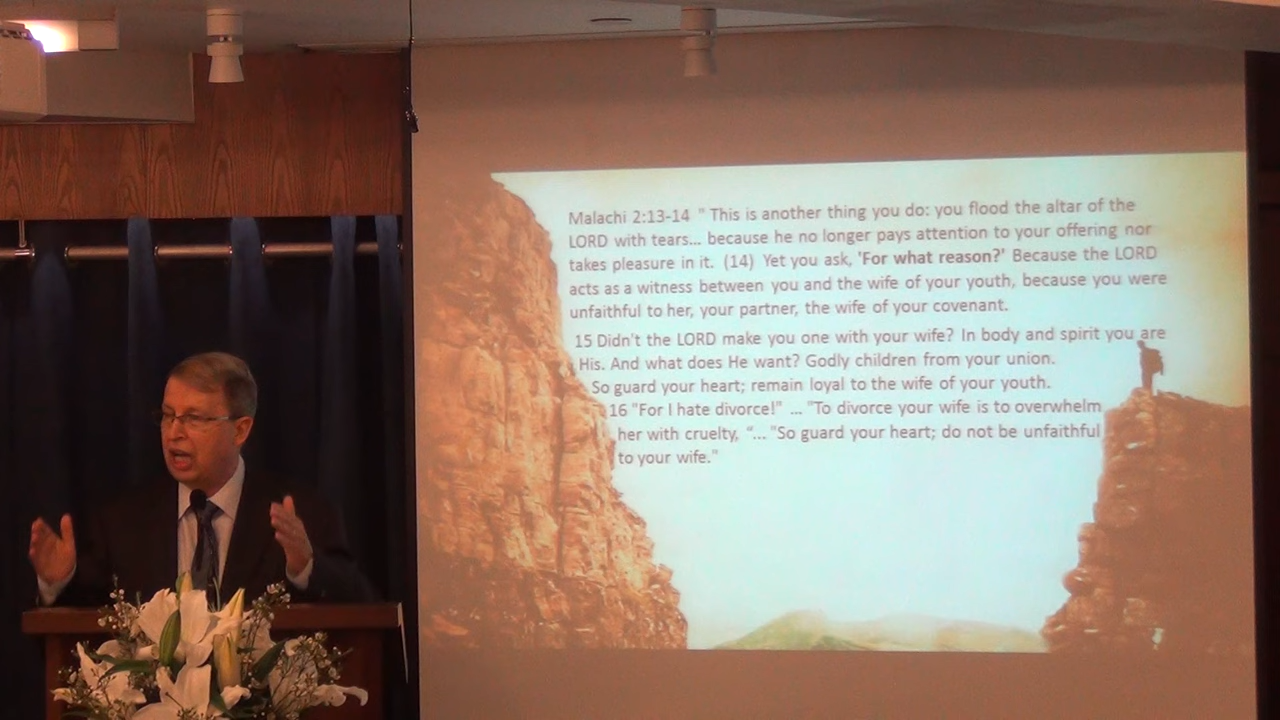 Malachi 2:13-14 " This is another thing you do: you flood the altar of the
LORD with tears... because he no longer pays attention to your offering nor
takes pleasure in it. (14) Yet you ask, 'For what reason?' Because the LORD
acts as a witness between you and the wife of your youth, because you were
unfaithful to her, your partner, the wife of your covenant.
15 Didn't the LORD make you one with your wife? In body and spirit you are
His. And what does He want? Godly children from your union.
So guard your heart; remain loyal to the wife of your youth.
16 "For I hate divorce!" ... "To divorce your wife is to overwhelm
her with cruelty, “... "So guard your heart; do not be unfaithful
to your wife."